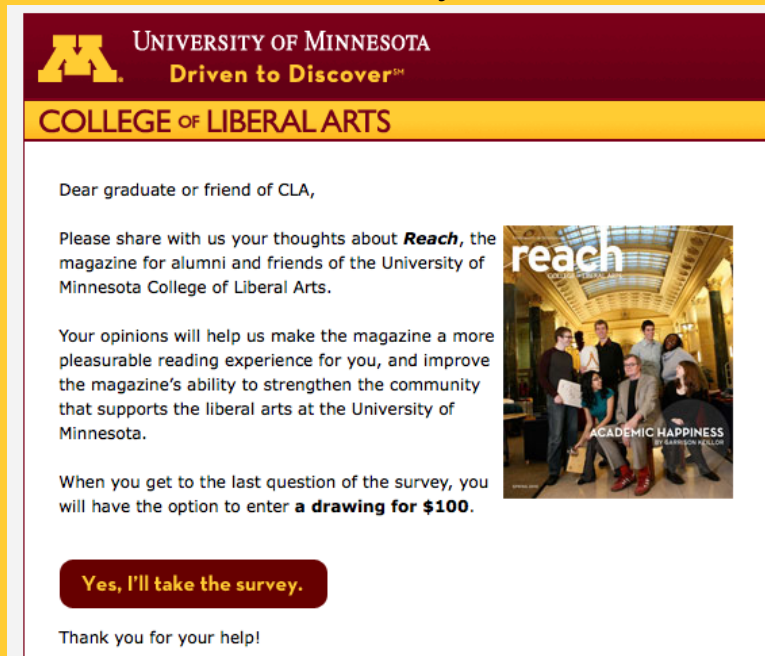 UNIVERSITY OF MINNESOTA
Driven to Discover℠
COLLEGE OF LIBERAL ARTS
Dear graduate or friend of CLA,
Please share with us your thoughts about Reach, the
magazine for alumni and friends of the University of
Minnesota College of Liberal Arts.
Your opinions will help us make the magazine a more
pleasurable reading experience for you, and improve
the magazine's ability to strengthen the community
that supports the liberal arts at the University of
Minnesota.
When you get to the last question of the survey, you
will have the option to enter a drawing for $100.
reach
COLLEGE OF LIBERAL ARTS
ACADEMIC HAPPINESS
BY GARRISON KEILLOR
Yes, I'll take the survey.
Thank you for your help!